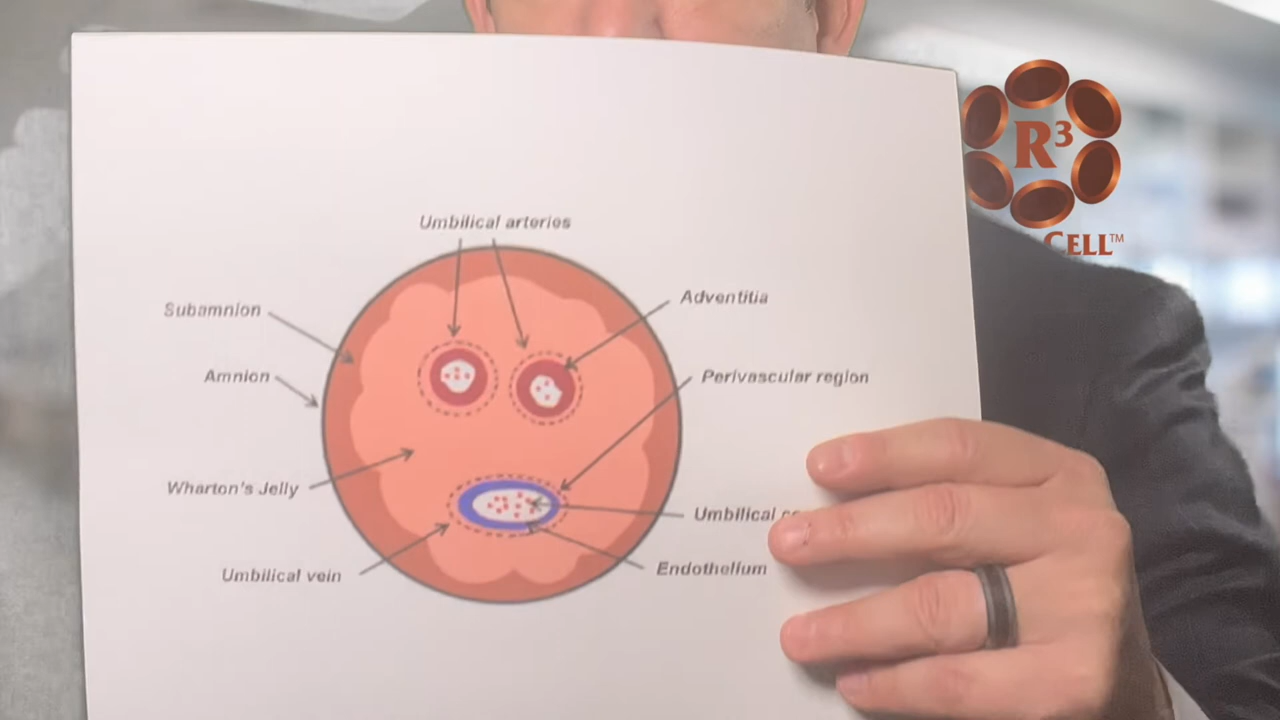 R³
CELL™
Umbilical arteries
Subamnion
Adventitia
Amnion
Perivascular region
Wharton's Jelly
Umbilical
Umbilical vein
Endothelium